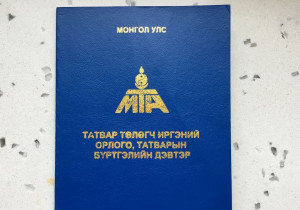 МОНГОЛ УЛС
МТА
ТАТВАР ТӨЛӨГЧ ИРГЭНИЙ
ОРЛОГО, ТАТВАРЫН
БҮРТГЭЛИЙН ДЭВТЭР